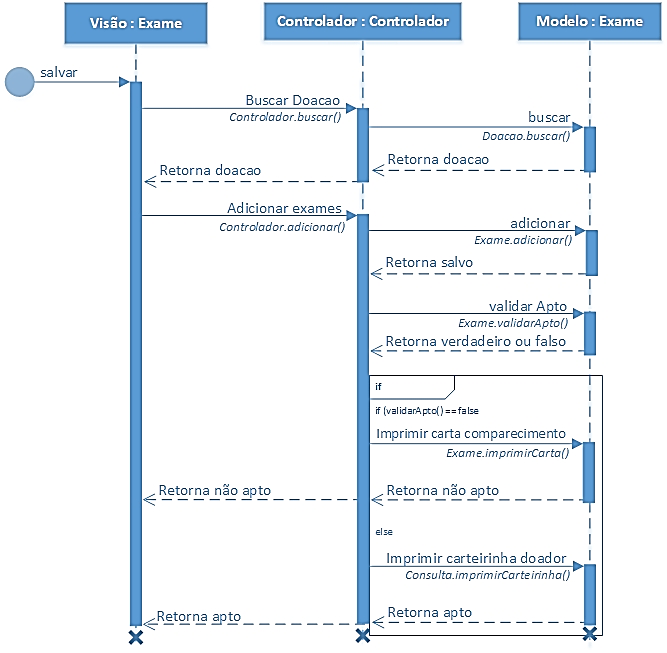 Visão : Exame
Controlador : Controlador
Modelo : Exame
salvar
Buscar Doacao
Controlador.buscar()
buscar
Doacao.buscar()
Retorna doacao
Retorna doacao
Adicionar exames
Controlador.adicionar()
adicionar
Exame.adicionar()
Retorna salvo
validar Apto
Exame.validarApto()
Retorna verdadeiro ou falso
if
if (validarApto() == false
Imprimir carta comparecimento
Exame.imprimirCarta()
Retorna não apto
Retorna não apto
else
Imprimir carteirinha doador
Consulta.imprimirCarteirinha()
Retorna apto
Retorna apto